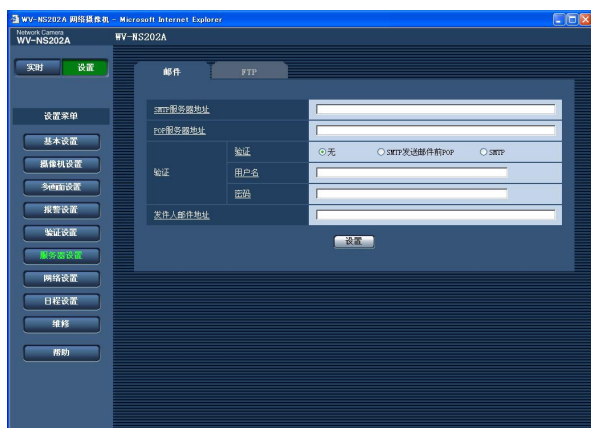 WV-NS202A 网络摄像机 - Microsoft Internet Explorer
Network Camera
WV-NS202A
WV-NS202A
实时 设置
邮件 FTP
设置菜单
基本设置
摄像机设置
多画面设置
报警设置
验证设置
服务器设置
网络设置
日程设置
维修
帮助
SMTP服务器地址
POP服务器地址
验证 验证 无 SMTP发送邮件前POP SMTP
用户名
密码
发件人邮件地址
设置